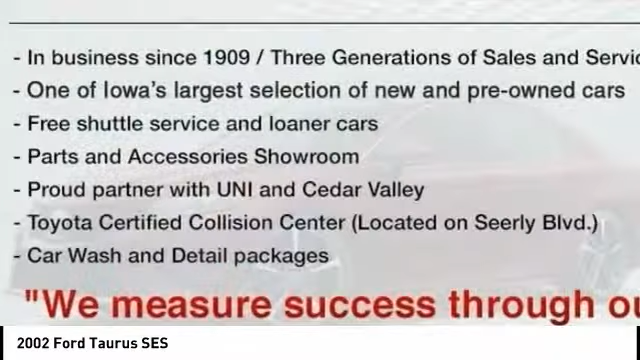 - In business since 1909 / Three Generations of Sales and
- One of Iowa's largest selection of new and pre-owned cars
- Free shuttle service and loaner cars
- Parts and Accessories Showroom
- Proud partner with UNI and Cedar Valley
- Toyota Certified Collision Center (Located on Seerly Blvd.)
- Car Wash and Detail packages
"We measure success through
2002 Ford Taurus SES